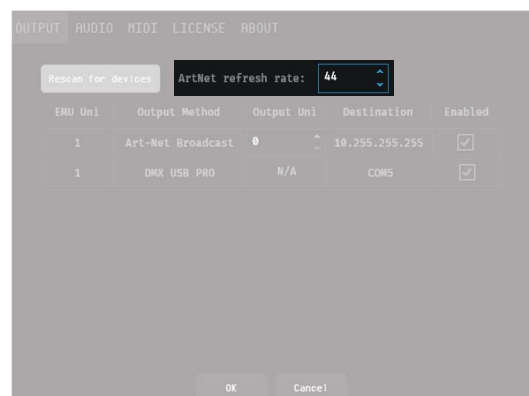 OUTPUT AUDIO MIDI LICENSE ABOUT
Rescan for devices ArtNet refresh rate: 44
EMU Uni Output Method Output Uni Destination Enabled
1 Art-Net Broadcast 0 10.255.255.255
1 DMX USB PRO N/A COM5
OK Cancel